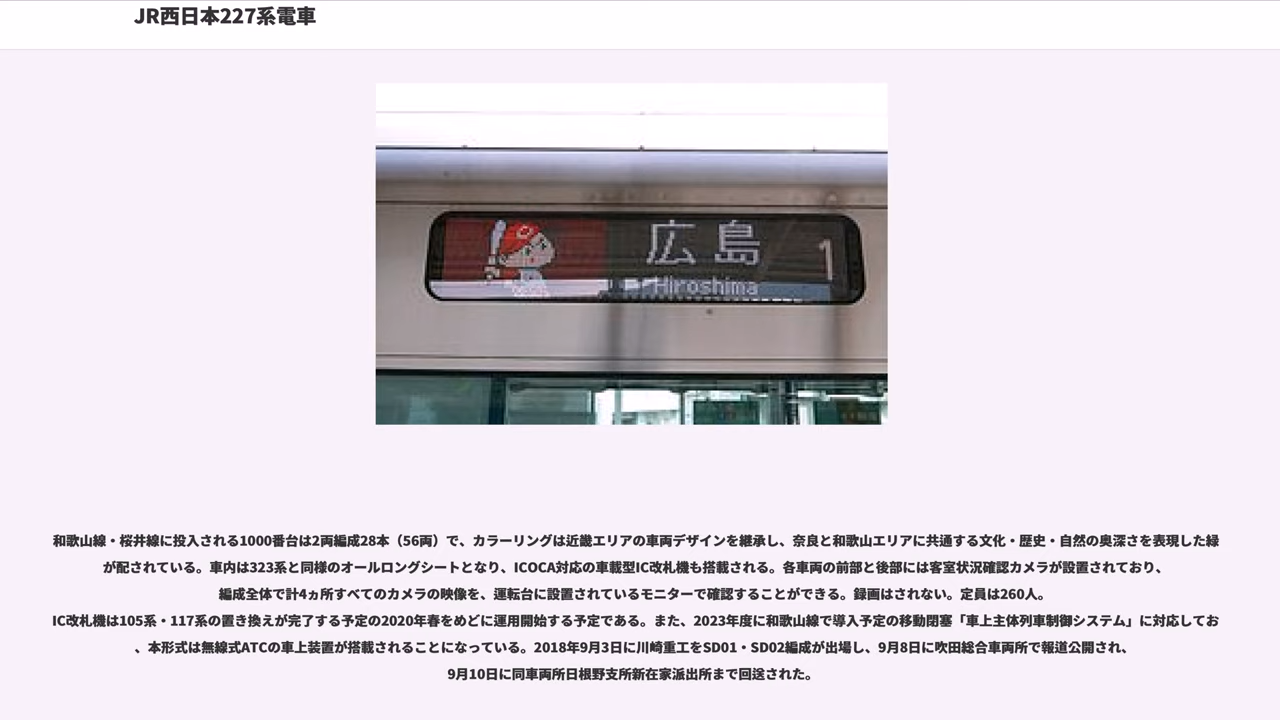 JR西日本227系電車
広島
Hiroshima
1
和歌山線・桜井線に投入される1000番台は2両編成28本（56両）で、カラーリングは近畿エリアの車両デザインを継承し、奈良と和歌山エリアに共通する文化・歴史・自然の奥深さを表現した緑
が配されている。車内は323系と同様のオールロングシートとなり、ICOCA対応の車載型IC改札機も搭載される。各車両の前部と後部には客室状況確認カメラが設置されており、
編成全体で計4ヵ所すべてのカメラの映像を、運転台に設置されているモニターで確認することができる。録画はされない。定員は260人。
IC改札機は105系・117系の置き換えが完了する予定の2020年春をめどに運用開始する予定である。また、2023年度に和歌山線で導入予定の移動閉塞「車上主体列車制御システム」に対応してお
、本形式は無線式ATCの車上装置が搭載されることになっている。2018年9月3日に川崎重工をSD01・SD02編成が出場し、9月8日に吹田総合車両所で報道公開され、
9月10日に同車両所日根野支所新在家派出所まで回送された。